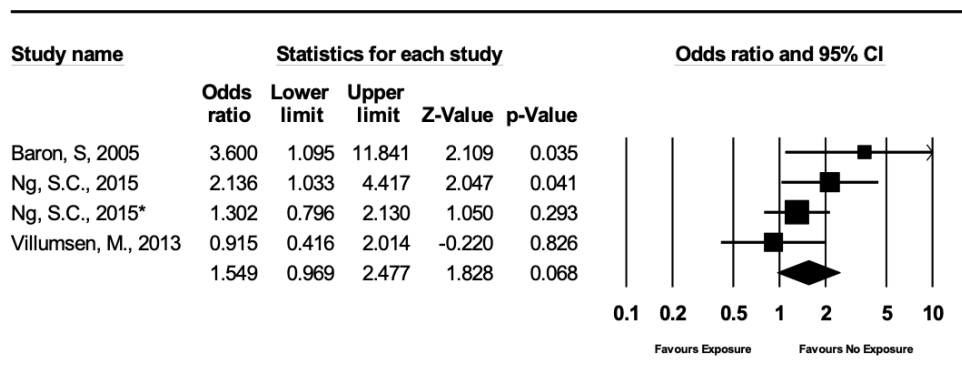 Study name Statistics for each study Odds ratio and 95% CI
Odds Lower Upper
ratio limit limit Z-Value p-Value
Baron, S, 2005 3.600 1.095 11.841 2.109 0.035
Ng, S.C., 2015 2.136 1.033 4.417 2.047 0.041
Ng, S.C., 2015* 1.302 0.796 2.130 1.050 0.293
Villumsen, M., 2013 0.915 0.416 2.014 -0.220 0.826
1.549 0.969 2.477 1.828 0.068
0.1 0.2 0.5 1 2 5 10
Favours Exposure Favours No Exposure